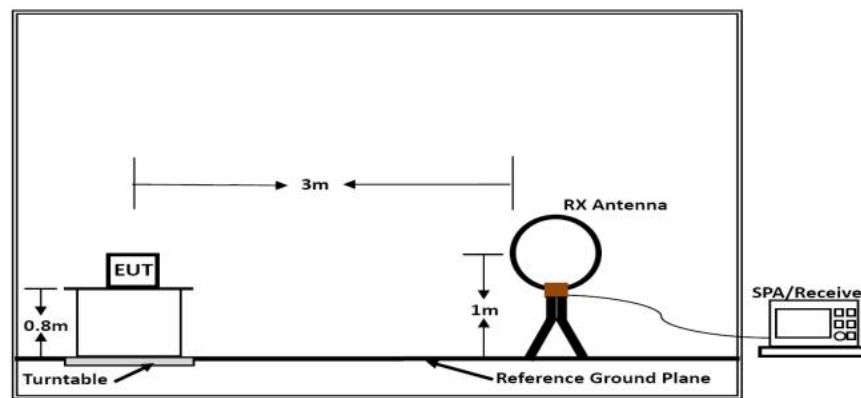 3m
RX Antenna
EUT
SPA/Receive
0.8m
1m
Turntable
Reference Ground Plane